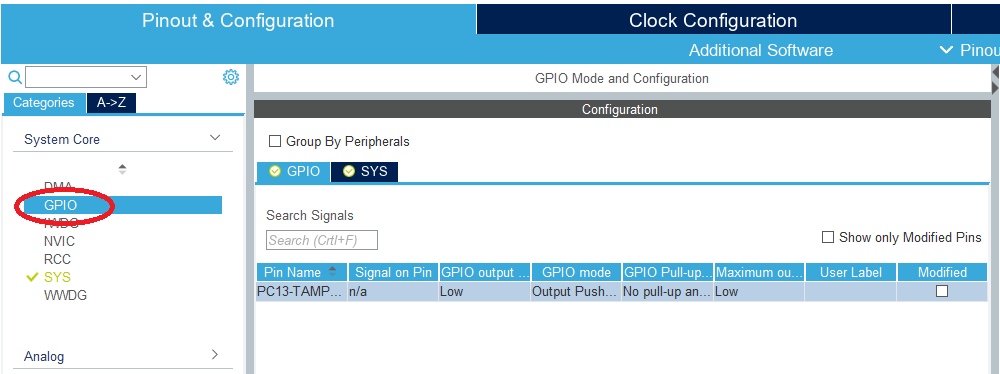 Pinout & Configuration
Clock Configuration
Additional Software
Pinou
GPIO Mode and Configuration
Categories
A->Z
System Core
DMA
GPIO
IWDG
NVIC
RCC
SYS
WWDG
Analog
Configuration
Group By Peripherals
GPIO
SYS
Search Signals
Search (Crtl+F)
Show only Modified Pins
Pin Name Signal on Pin GPIO output ... GPIO mode GPIO Pull-up... Maximum ou... User Label Modified
PC13-TAMP... n/a Low Output Push... No pull-up an... Low